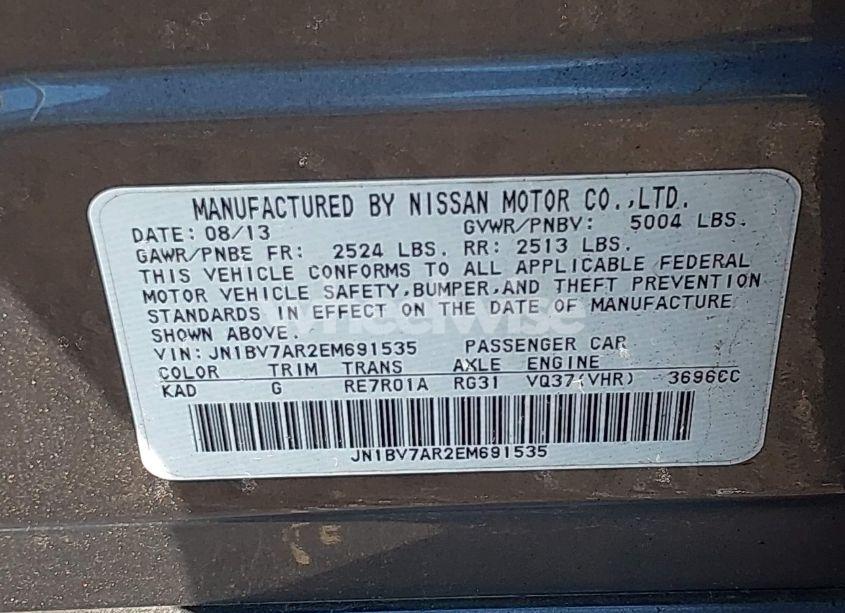 MANUFACTURED BY NISSAN MOTOR CO.,LTD.
DATE: 08/13 GVWR/PNBV: 5004 LBS.
GAWR/PNBE FR: 2524 LBS. RR: 2513 LBS.
THIS VEHICLE CONFORMS TO ALL APPLICABLE FEDERAL
MOTOR VEHICLE SAFETY,BUMPER,AND THEFT PREVENTION
STANDARDS IN EFFECT ON THE DATE OF MANUFACTURE
SHOWN ABOVE.
wheelwise
VIN: JN1BV7AR2EM691535 PASSENGER CAR
COLOR TRIM TRANS AXLE ENGINE
KAD G RE7R01A RG31 VQ37(VHR) 3696CC
JN1BV7AR2EM691535